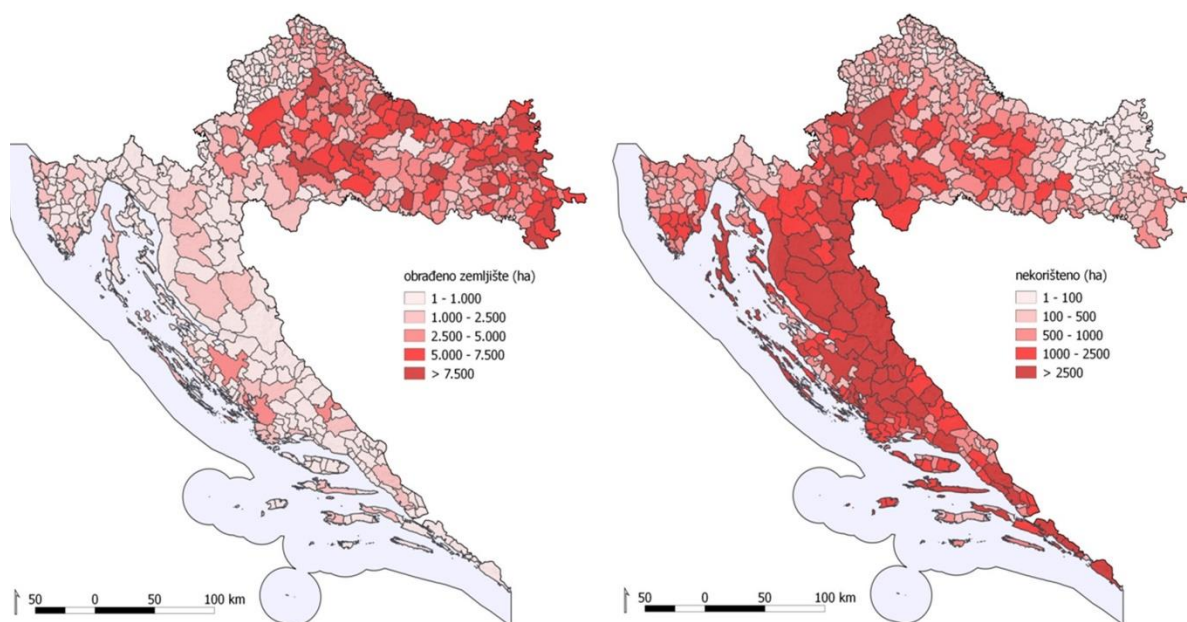 obrađeno zemljište (ha)
1 - 1.000
1.000 - 2.500
2.500 - 5.000
5.000 - 7.500
> 7.500
50 0 50 100 km
nekorišteno (ha)
1 - 100
100 - 500
500 - 1000
1000 - 2500
> 2500
50 0 50 100 km